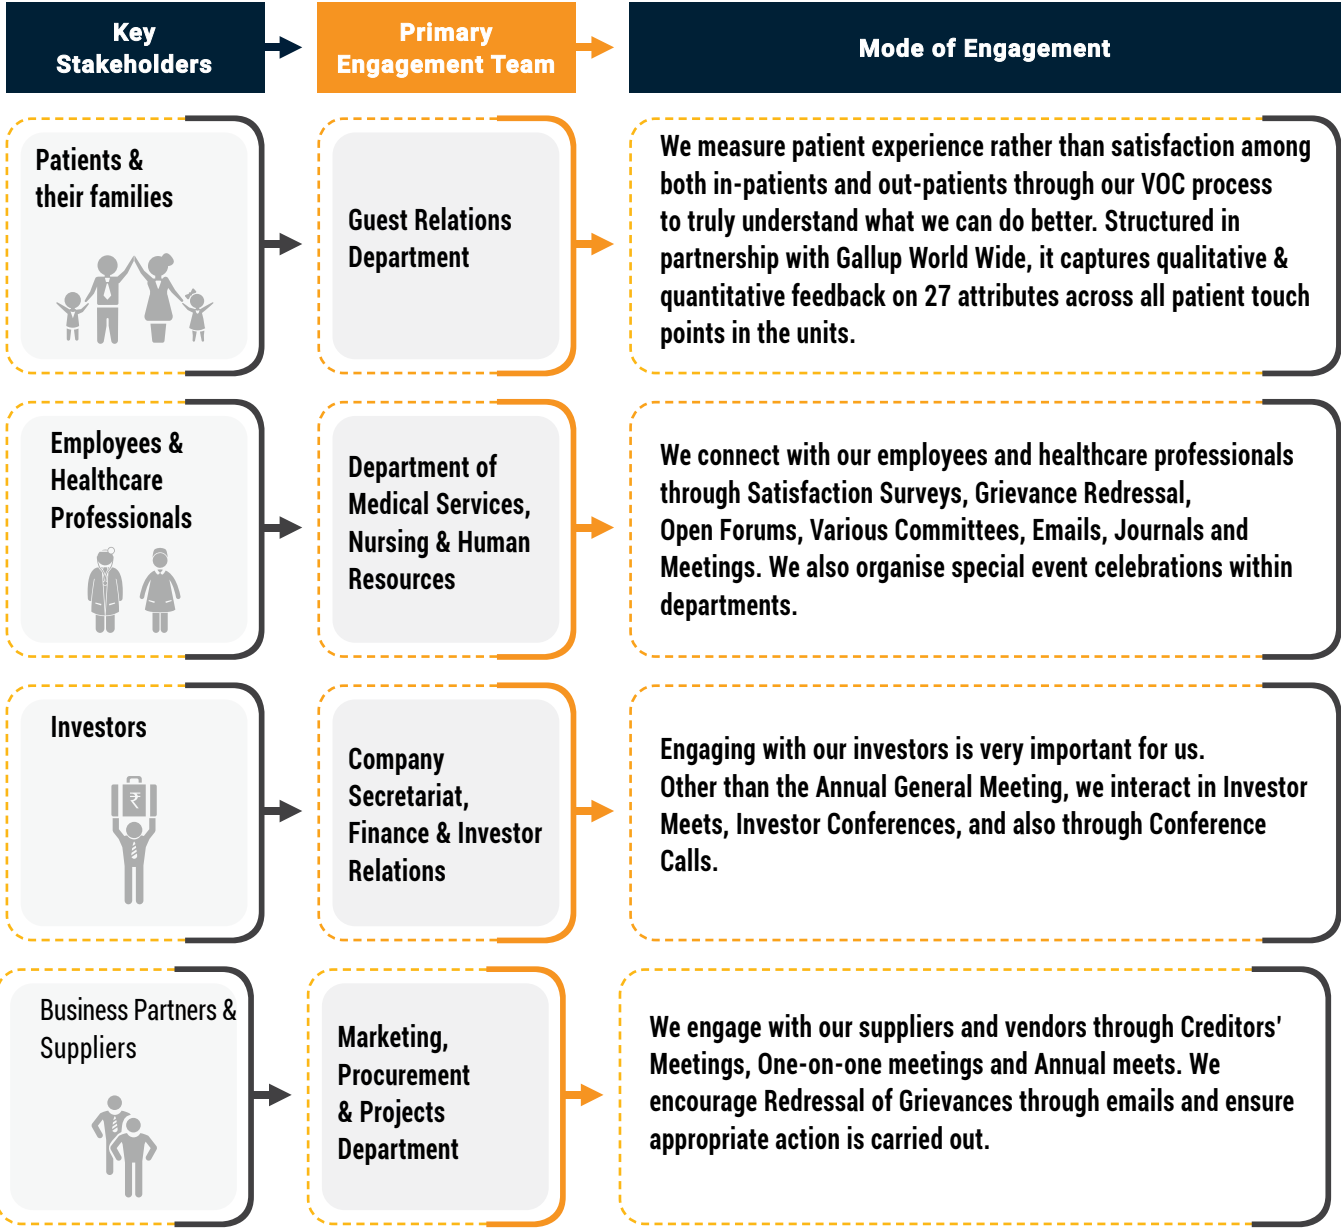 Key
Stakeholders
Primary
Engagement Team
Mode of Engagement
Patients &
their families
Guest Relations
Department
We measure patient experience rather than satisfaction among
both in-patients and out-patients through our VOC process
to truly understand what we can do better. Structured in
partnership with Gallup World Wide, it captures qualitative &
quantitative feedback on 27 attributes across all patient touch
points in the units.
Employees &
Healthcare
Professionals
Department of
Medical Services,
Nursing & Human
Resources
We connect with our employees and healthcare professionals
through Satisfaction Surveys, Grievance Redressal,
Open Forums, Various Committees, Emails, Journals and
Meetings. We also organise special event celebrations within
departments.
Investors
₹
Company
Secretariat,
Finance & Investor
Relations
Engaging with our investors is very important for us.
Other than the Annual General Meeting, we interact in Investor
Meets, Investor Conferences, and also through Conference
Calls.
Business Partners &
Suppliers
Marketing,
Procurement
& Projects
Department
We engage with our suppliers and vendors through Creditors'
Meetings, One-on-one meetings and Annual meets. We
encourage Redressal of Grievances through emails and ensure
appropriate action is carried out.